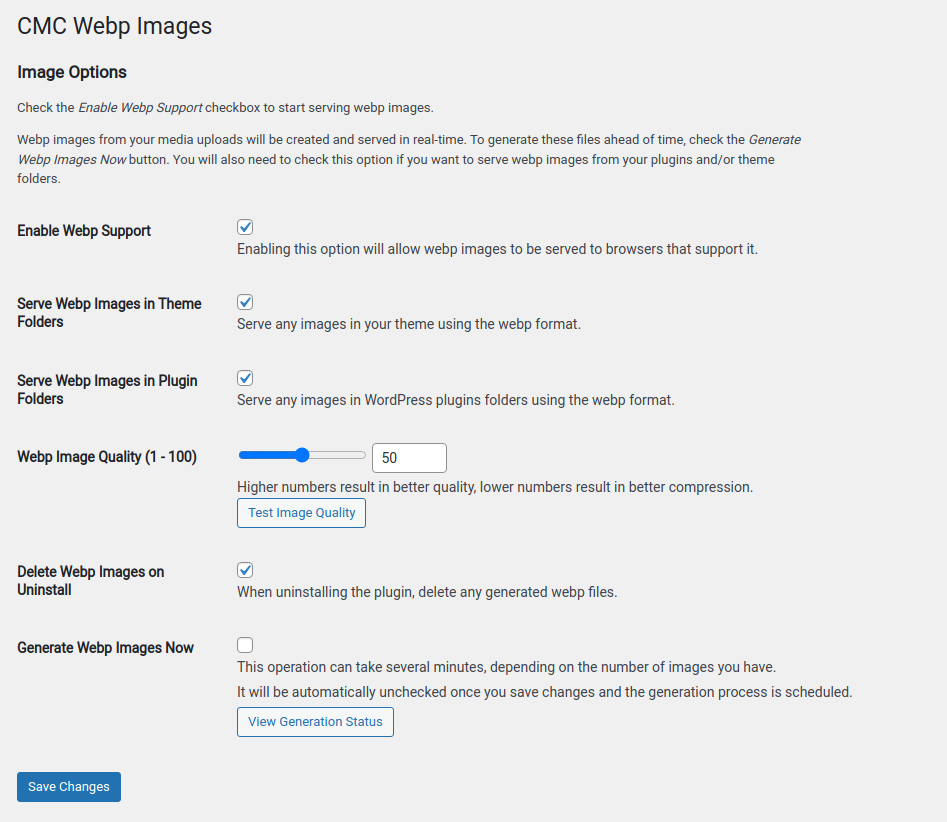 CMC Webp Images
Image Options
Check the Enable Webp Support checkbox to start serving webp images.
Webp images from your media uploads will be created and served in real-time. To generate these files ahead of time, check the Generate
Webp Images Now button. You will also need to check this option if you want to serve webp images from your plugins and/or theme
folders.
Enable Webp Support
Enabling this option will allow webp images to be served to browsers that support it.
Serve Webp Images in Theme
Folders
Serve any images in your theme using the webp format.
Serve Webp Images in Plugin
Folders
Serve any images in WordPress plugins folders using the webp format.
Webp Image Quality (1 - 100)
50
Higher numbers result in better quality, lower numbers result in better compression.
Test Image Quality
Delete Webp Images on
Uninstall
When uninstalling the plugin, delete any generated webp files.
Generate Webp Images Now
This operation can take several minutes, depending on the number of images you have.
It will be automatically unchecked once you save changes and the generation process is scheduled.
View Generation Status
Save Changes